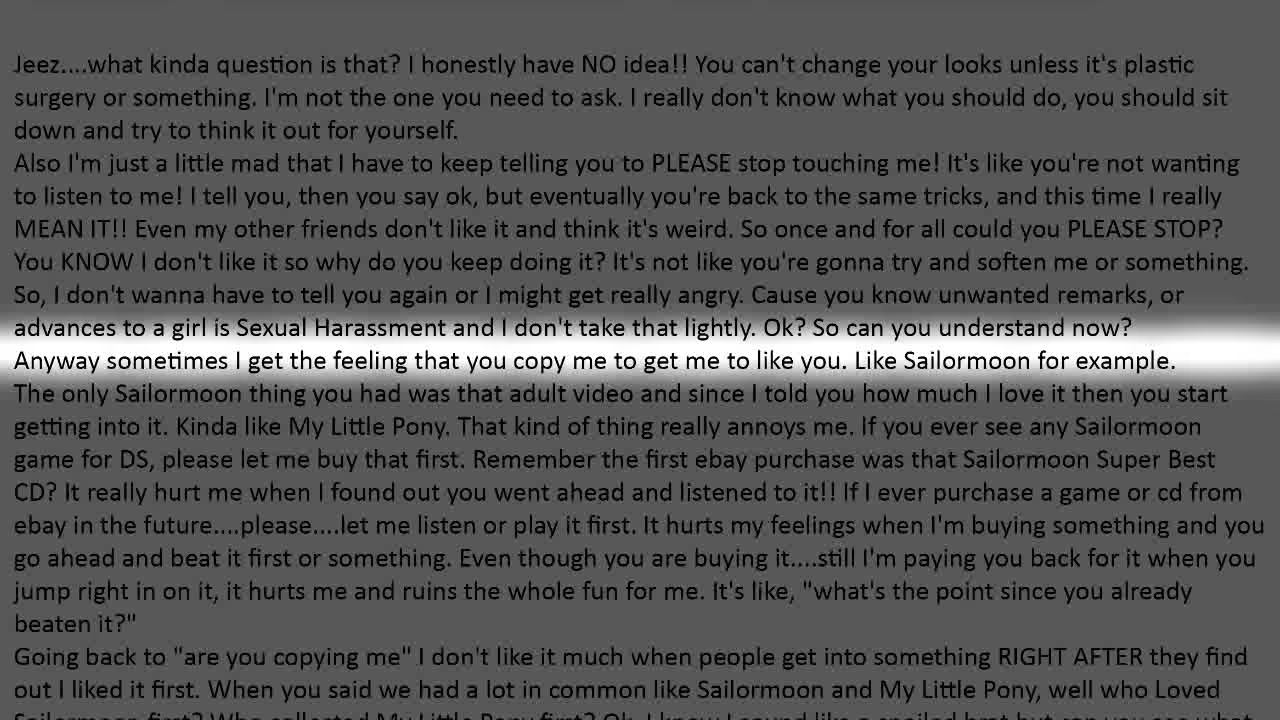 Jeez....what kinda question is that? I honestly have NO idea!! You can't change your looks unless it's plastic
surgery or something. I'm not the one you need to ask. I really don't know what you should do, you should sit
down and try to think it out for yourself.
Also I'm just a little mad that I have to keep telling you to PLEASE stop touching me! It's like you're not wanting
to listen to me! I tell you, then you say ok, but eventually you're back to the same tricks, and this time I really
MEAN IT!! Even my other friends don't like it and think it's weird. So once and for all could you PLEASE STOP?
You KNOW I don't like it so why do you keep doing it? It's not like you're gonna try and soften me or something.
So, I don't wanna have to tell you again or I might get really angry. Cause you know unwanted remarks, or
advances to a girl is Sexual Harassment and I don't take that lightly. Ok? So can you understand now?
Anyway sometimes I get the feeling that you copy me to get me to like you. Like Sailormoon for example.
The only Sailormoon thing you had was that adult video and since I told you how much I love it then you start
getting into it. Kinda like My Little Pony. That kind of thing really annoys me. If you ever see any Sailormoon
game for DS, please let me buy that first. Remember the first ebay purchase was that Sailormoon Super Best
CD? It really hurt me when I found out you went ahead and listened to it!! If I ever purchase a game or cd from
ebay in the future....please....let me listen or play it first. It hurts my feelings when I'm buying something and you
go ahead and beat it first or something. Even though you are buying it....still I'm paying you back for it when you
jump right in on it, it hurts me and ruins the whole fun for me. It's like, "what's the point since you already
beaten it?"
Going back to "are you copying me" I don't like it much when people get into something RIGHT AFTER they find
out I liked it first. When you said we had a lot in common like Sailormoon and My Little Pony, well who Loved
Sailormoon first? Who collected My Little Pony first? Ok, I know I sound like a spoiled brat but can you see what